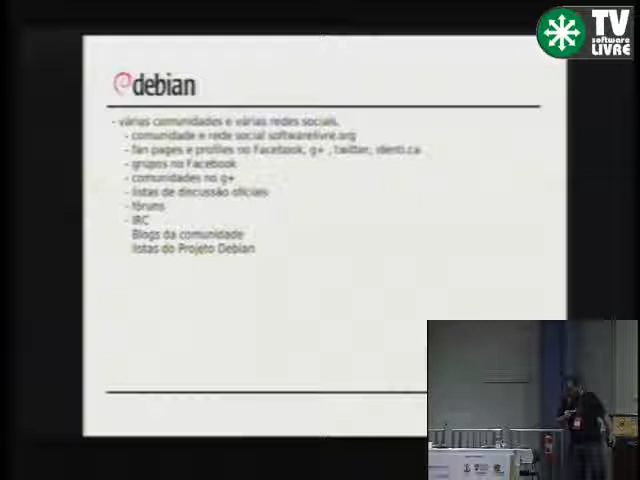 TV
software
LIVRE
debian
- várias comunidades e várias redes sociais.
- comunidade e rede social softwarelivre.org
- fan pages e profiles no Facebook, g+ , twitter, identi.ca
- grupos no Facebook
- comunidades no g+
- listas de discussão oficiais
- fóruns
- IRC
Blogs da comunidade
listas do Projeto Debian